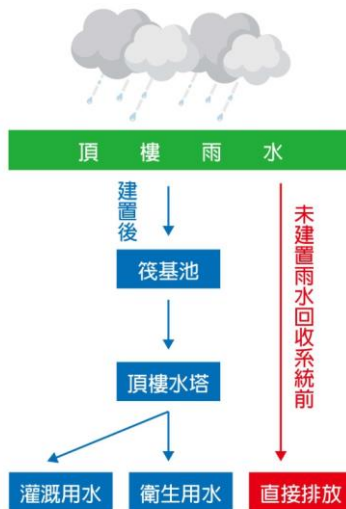 頂樓雨水
建置後
未建置雨水回收系統前
筏基池
頂樓水塔
灌溉用水
衛生用水
直接排放